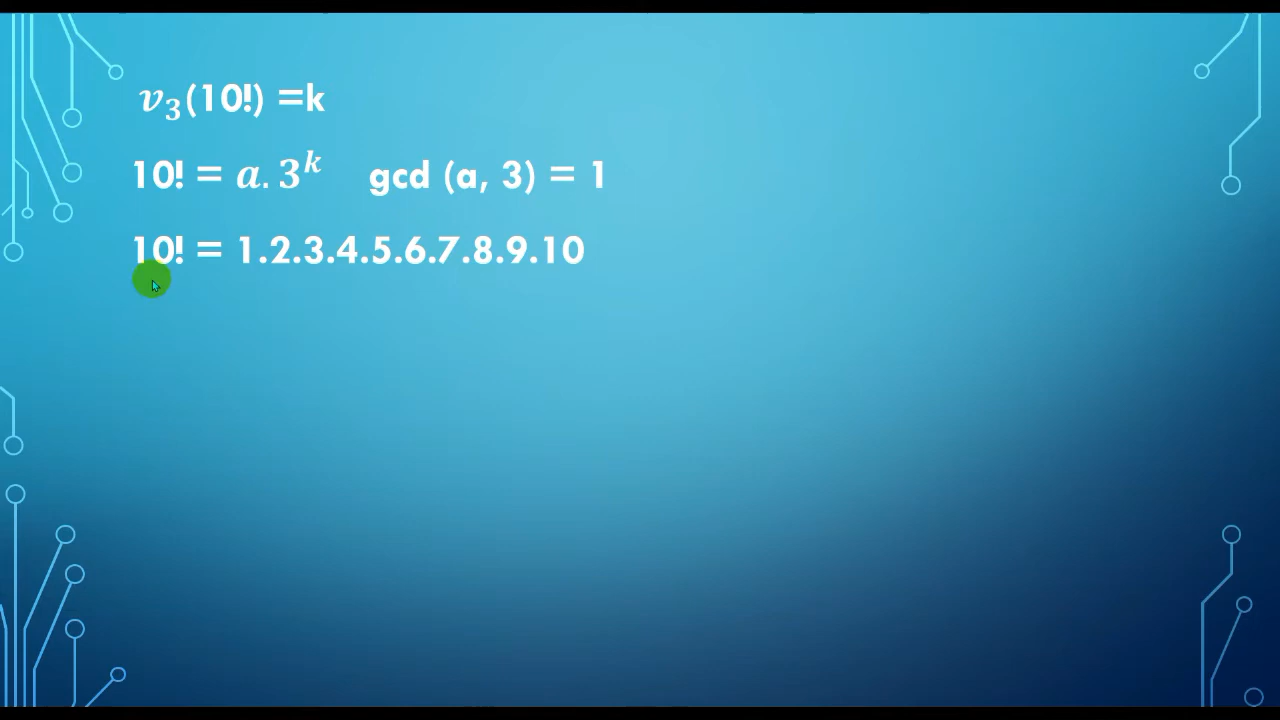 𝒗₃(10!) =k
10! = 𝒂. 3ᵏ gcd (a, 3) = 1
10! = 1.2.3.4.5.6.7.8.9.10